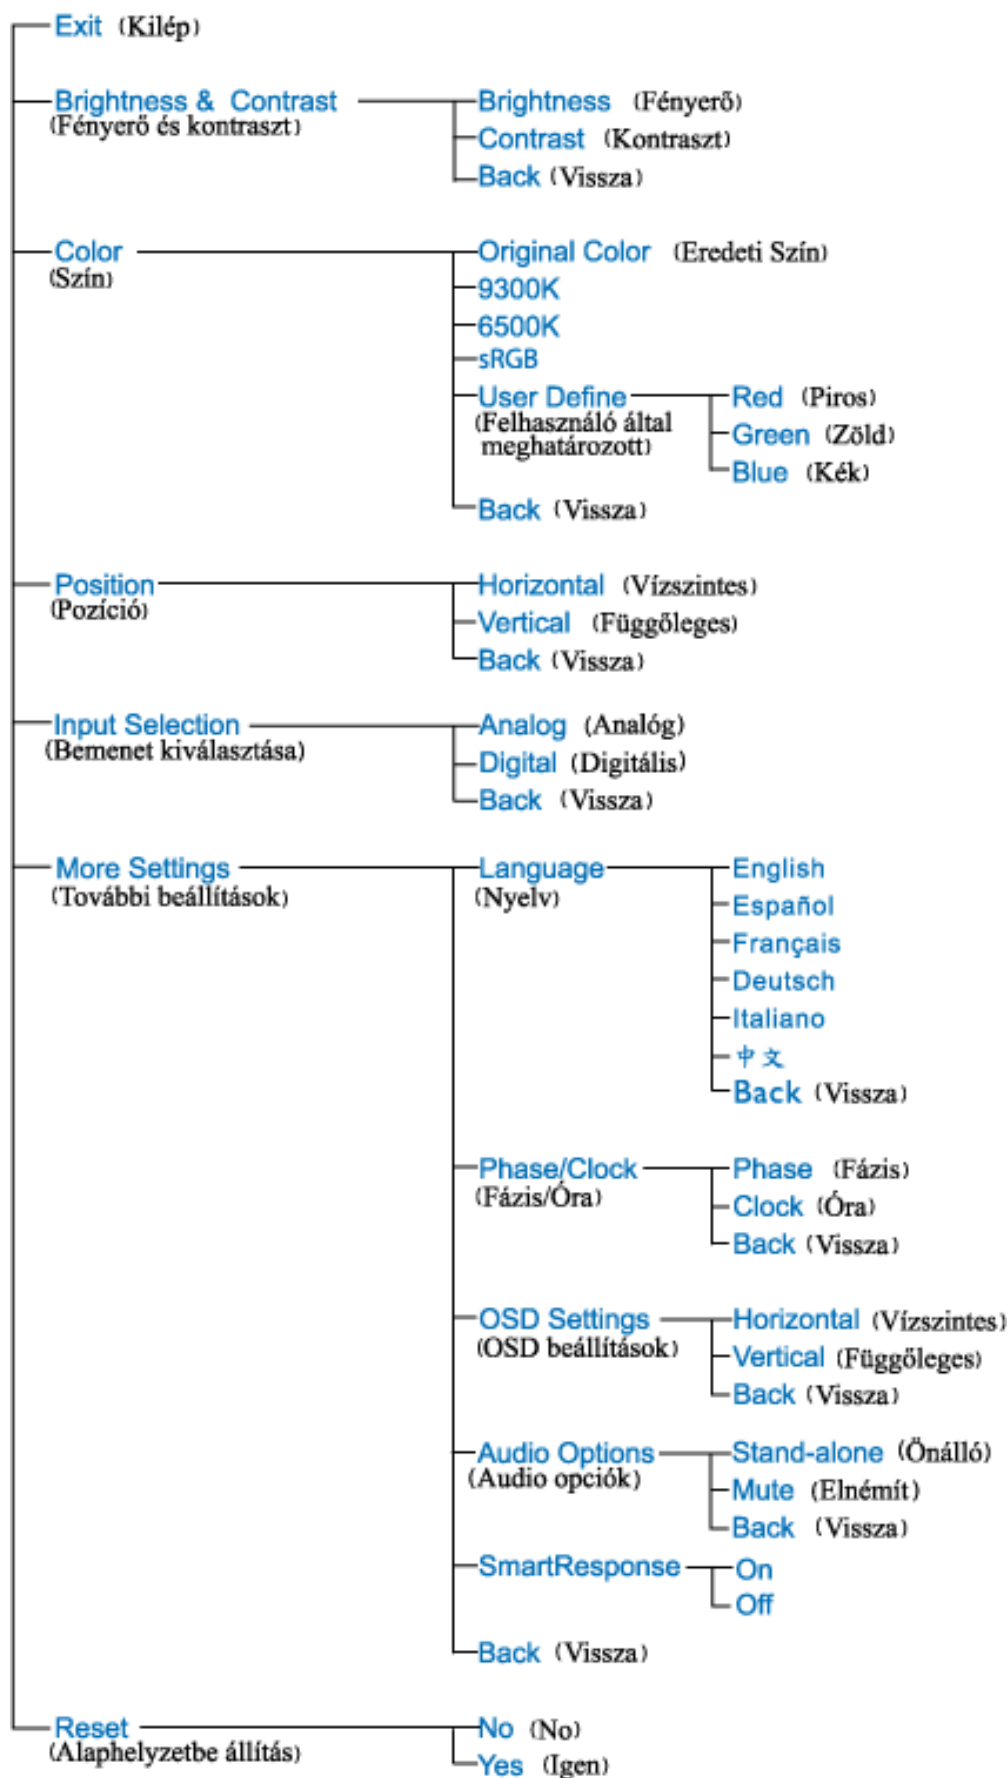 Exit (Kilép)
Brightness & Contrast
(Fényerő és kontraszt)
Brightness (Fényerő)
Contrast (Kontraszt)
Back (Vissza)
Color
(Szín)
Original Color (Eredeti Szín)
9300K
6500K
sRGB
User Define
(Felhasználó által
meghatározott)
Red (Piros)
Green (Zöld)
Blue (Kék)
Back (Vissza)
Position
(Pozíció)
Horizontal (Vízszintes)
Vertical (Függőleges)
Back (Vissza)
Input Selection
(Bemenet kiválasztása)
Analog (Analóg)
Digital (Digitális)
Back (Vissza)
More Settings
(További beállítások)
Language
(Nyelv)
English
Español
Français
Deutsch
Italiano
中文
Back (Vissza)
Phase/Clock
(Fázis/Óra)
Phase (Fázis)
Clock (Óra)
Back (Vissza)
OSD Settings
(OSD beállítások)
Horizontal (Vízszintes)
Vertical (Függőleges)
Back (Vissza)
Audio Options
(Audio opciók)
Stand-alone (Önálló)
Mute (Elnémít)
Back (Vissza)
SmartResponse
On
Off
Back (Vissza)
Reset
(Alaphelyzetbe állítás)
No (No)
Yes (Igen)